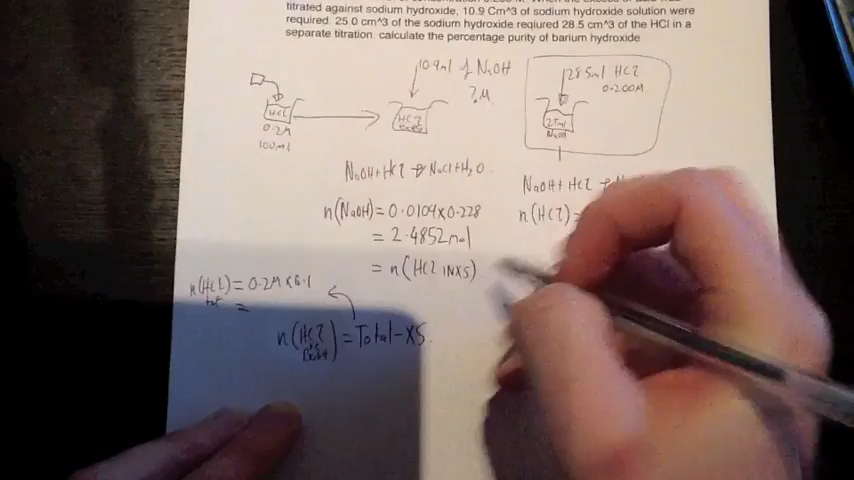 titrated against sodium hydroxide, 10.9 Cm^3 of sodium hydroxide solution were
required. 25.0 cm^3 of the sodium hydroxide reqiured 28.5 cm^3 of the HCl in a
separate titration. calculate the percentage purity of barium hydroxide
10.9ml of NaOH
?M
28.5ml HCl
0.200M
HCl
0.2M
100ml
HCl
25ml
NaOH
NaOH + HCl → NaCl + H2O
NaOH + HCl →
n(NaOH) = 0.0109 x 0.228
n(HCl) =
= 2.4852 mol
= n(HCl IN XS)
n(HCl) = 0.2M x 0.1
tot =
n(HCl) = Total - XS